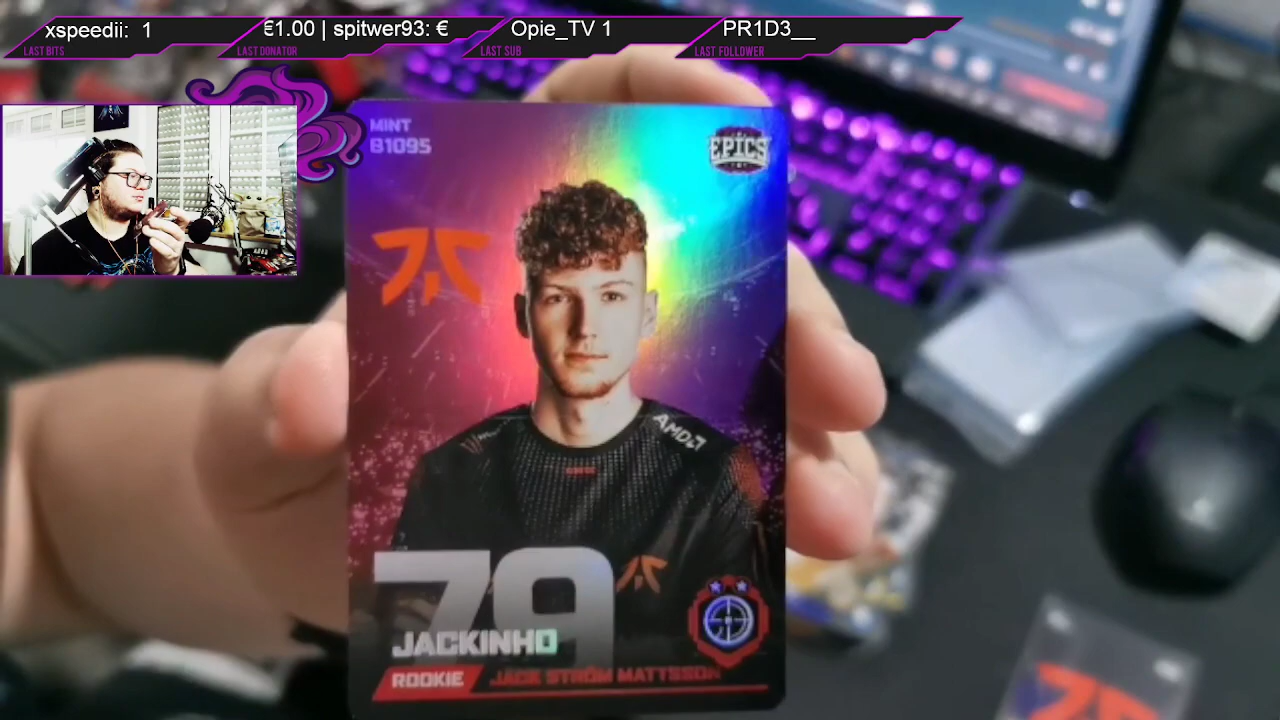 xspeedii: 1
LAST BITS
€1.00 | spitwer93: €
LAST DONATOR
Opie_TV 1
LAST SUB
PR1D3__
LAST FOLLOWER
MINT
B1095
EPICS
AMD
79
JACKINHO
ROOKIE
JACK STRÖM MATTSSON